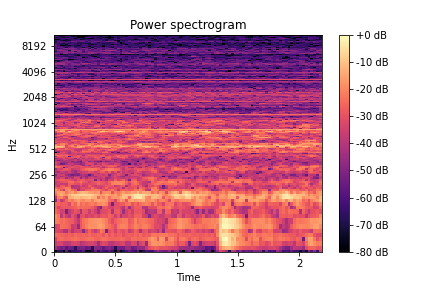 Power spectrogram
8192
4096
2048
1024
512
256
128
64
0
Hz
0
0.5
1
1.5
2
Time
+0 dB
-10 dB
-20 dB
-30 dB
-40 dB
-50 dB
-60 dB
-70 dB
-80 dB